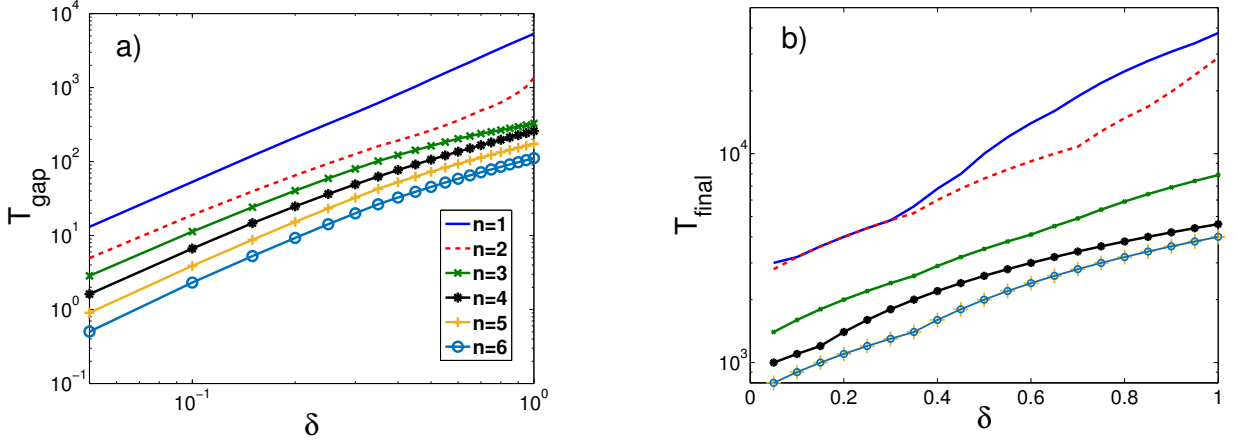 a)
T_gap
10^4
10^3
10^2
10^1
10^0
10^-1
10^-1
10^0
δ
n=1
n=2
n=3
n=4
n=5
n=6
b)
T_final
10^4
10^3
0
0.2
0.4
0.6
0.8
1
δ